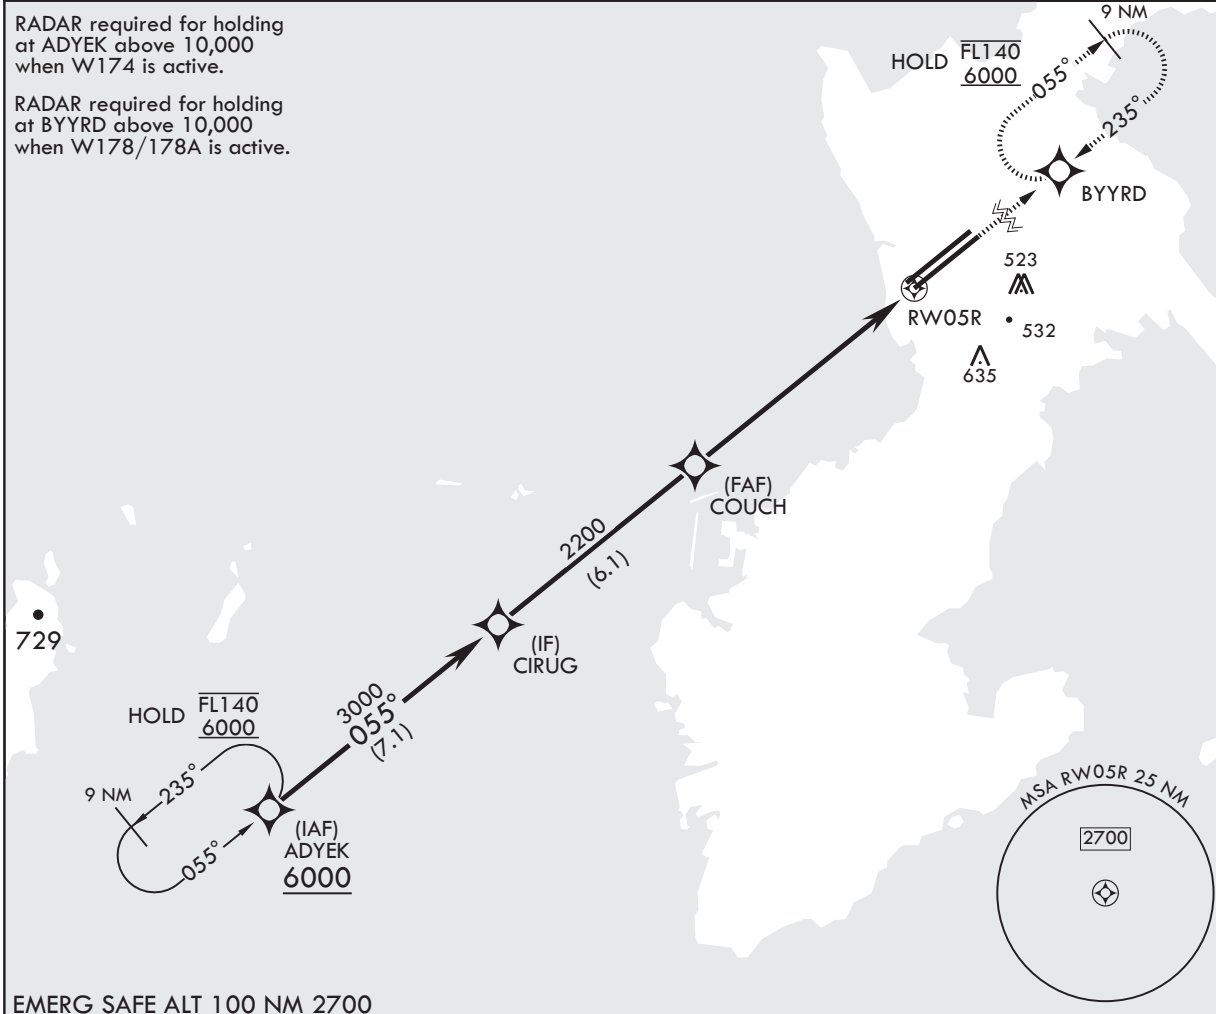 RADAR required for holding
at ADYEK above 10,000
when W174 is active.
RADAR required for holding
at BYYRD above 10,000
when W178/178A is active.
9 NM
HOLD FL140
6000
055°
235°
BYYRD
523
RW05R
532
635
(FAF)
COUCH
2200
(6.1)
729
(IF)
CIRUG
3000
055°
(7.1)
HOLD FL140
6000
235°
9 NM
055°
(IAF)
ADYEK
6000
MSA RW05R 25 NM
2700
EMERG SAFE ALT 100 NM 2700